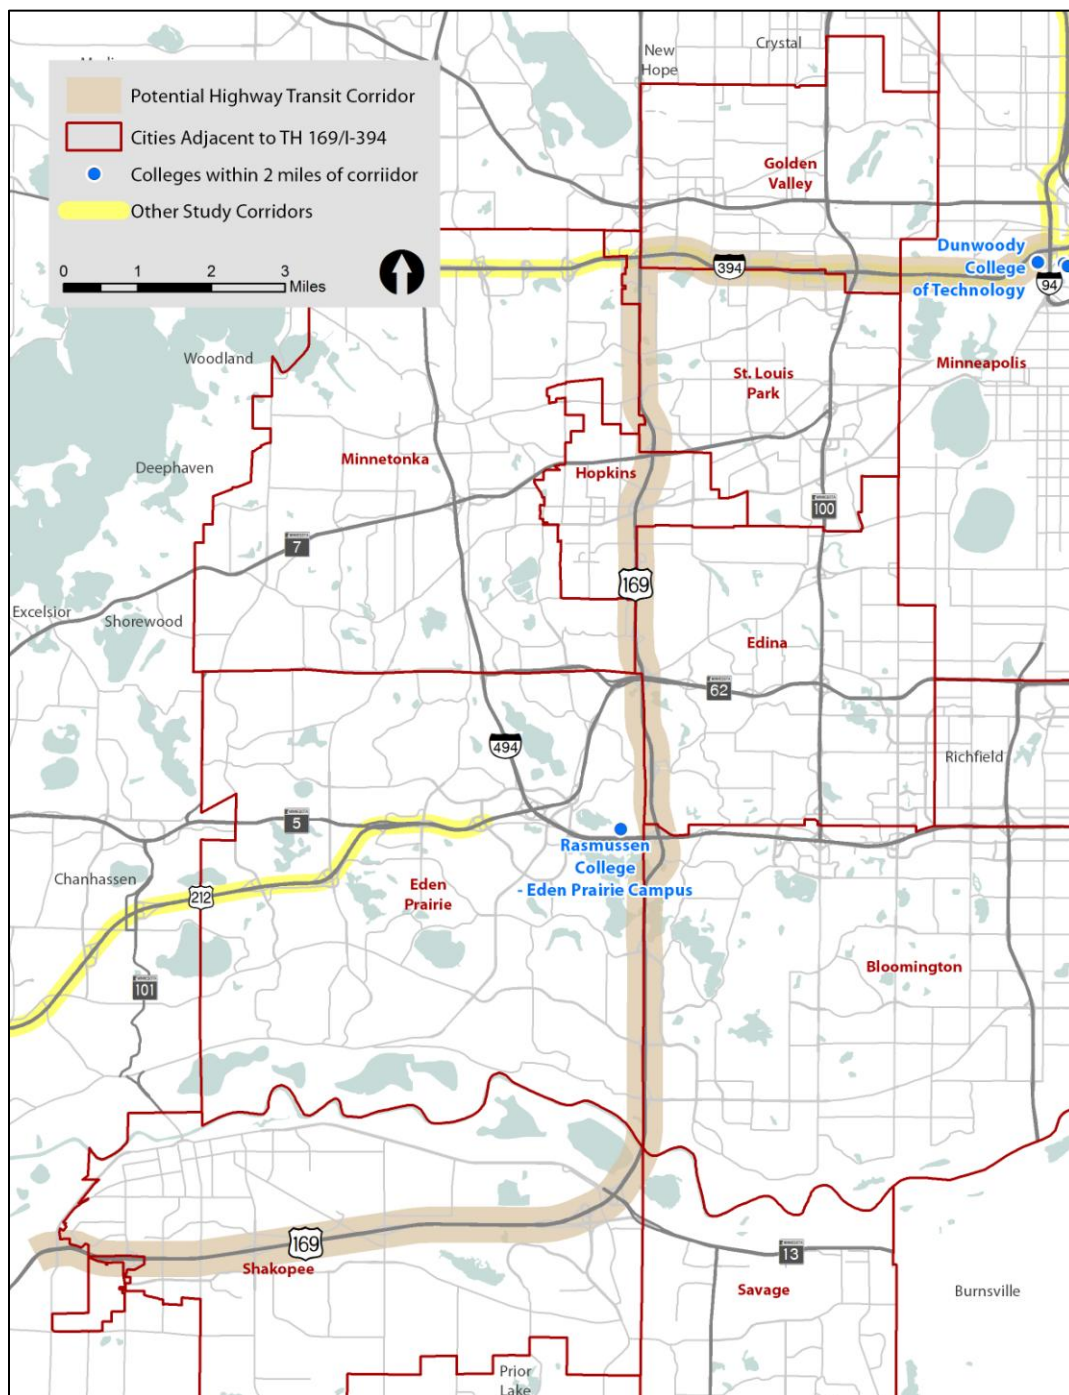 New
Hope
Crystal
Potential Highway Transit Corridor
Cities Adjacent to TH 169/I-394
Colleges within 2 miles of corriidor
Other Study Corridors
0 1 2 3
Miles
Golden
Valley
394
Dunwoody
College
of Technology
94
Woodland
St. Louis
Park
Minneapolis
Deephaven
Minnetonka
Hopkins
100
7
169
Excelsior
Shorewood
Edina
62
494
Richfield
5
Rasmussen
College
- Eden Prairie Campus
Chanhassen
212
Eden
Prairie
Bloomington
101
169
Shakopee
13
Savage
Burnsville
Prior
Lake